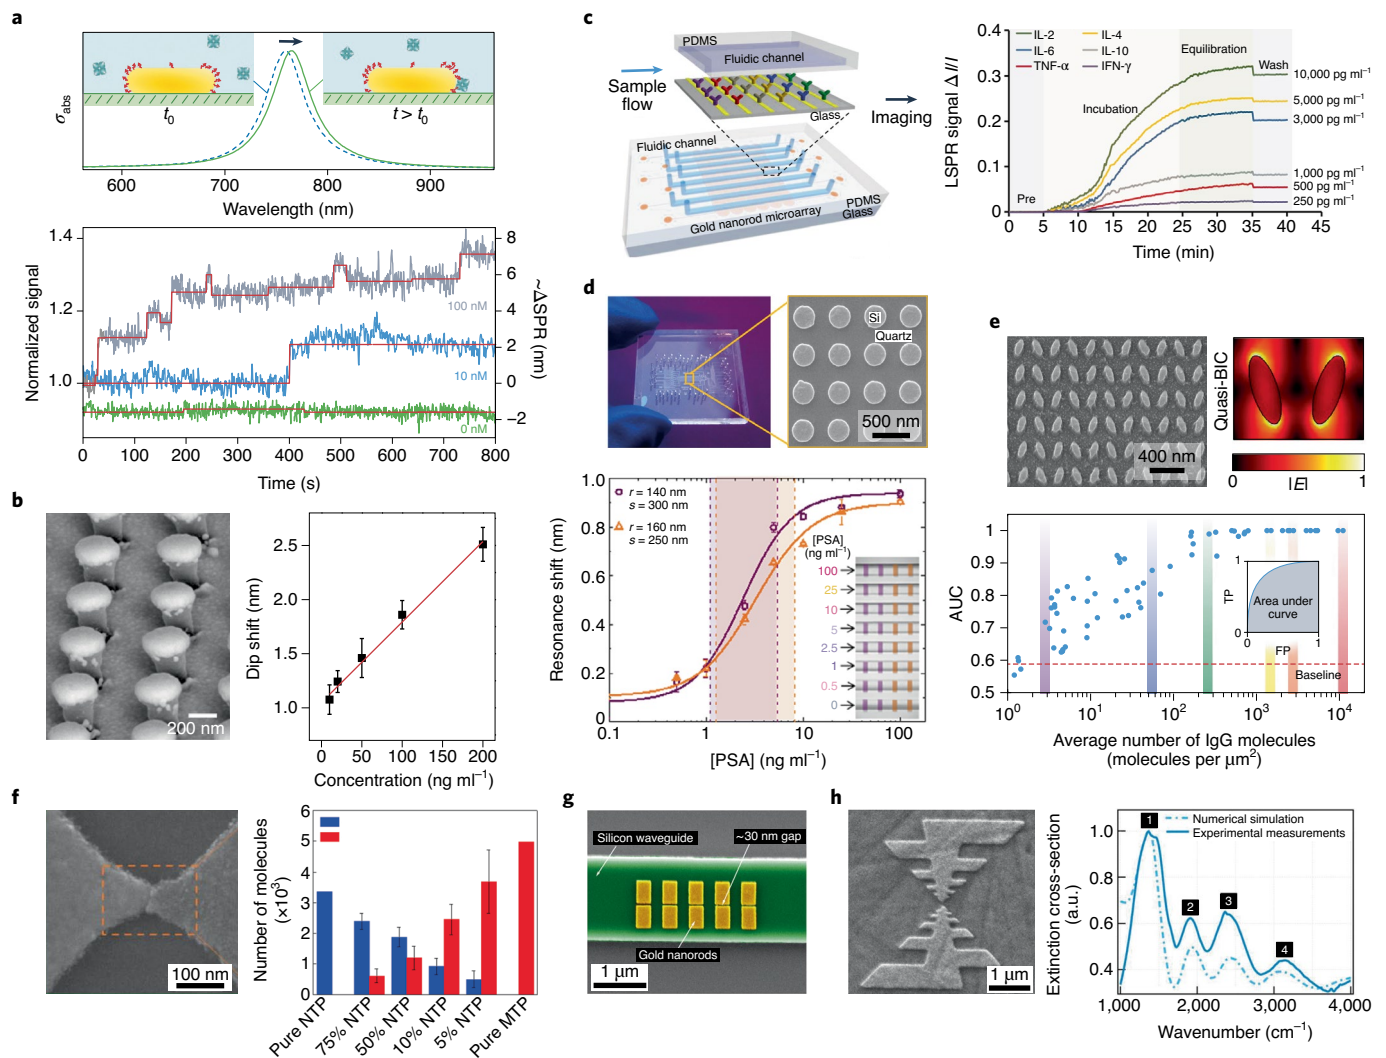 a
σabs
t0
t > t0
600
700
800
900
Wavelength (nm)
Normalized signal
1.4
1.2
1.0
100 nM
10 nM
0 nM
8
6
4
2
0
−2
~ΔSPR (nm)
0
100
200
300
400
500
600
700
800
Time (s)
b
200 nm
Dip shift (nm)
2.5
2.0
1.5
1.0
0
50
100
150
200
Concentration (ng ml−1)
c
PDMS
Fluidic channel
Sample
flow
Glass
Imaging
Fluidic channel
Gold nanorod microarray
PDMS
Glass
LSPR signal Δ I/I
0.4
0.3
0.2
0.1
0
IL-2
IL-4
IL-6
IL-10
TNF-α
IFN-γ
Equilibration
Wash
Incubation
Pre
10,000 pg ml−1
5,000 pg ml−1
3,000 pg ml−1
1,000 pg ml−1
500 pg ml−1
250 pg ml−1
0
5
10
15
20
25
30
35
40
45
Time (min)
d
Si
Quartz
500 nm
Resonance shift (nm)
1.0
0.8
0.6
0.4
0.2
0
r = 140 nm
s = 300 nm
r = 160 nm
s = 250 nm
[PSA]
(ng ml−1)
100
25
10
5
2.5
1
0.5
0
0.1
1
10
100
[PSA] (ng ml−1)
e
400 nm
Quasi-BIC
0
|E|
1
AUC
1
0.9
0.8
0.7
0.6
0.5
1
TP
0
Area under
curve
0
FP
1
Baseline
100
101
102
103
104
Average number of IgG molecules
(molecules per μm2)
f
100 nm
Number of molecules
(×103)
6
5
4
3
2
1
0
Pure NTP
75% NTP
50% NTP
10% NTP
5% NTP
Pure MTP
g
Silicon waveguide
~30 nm gap
Gold nanorods
1 μm
h
1 μm
Extinction cross-section
(a.u.)
1.0
0.8
0.6
0.4
Numerical simulation
Experimental measurements
1
2
3
4
1,000
2,000
3,000
4,000
Wavenumber (cm−1)